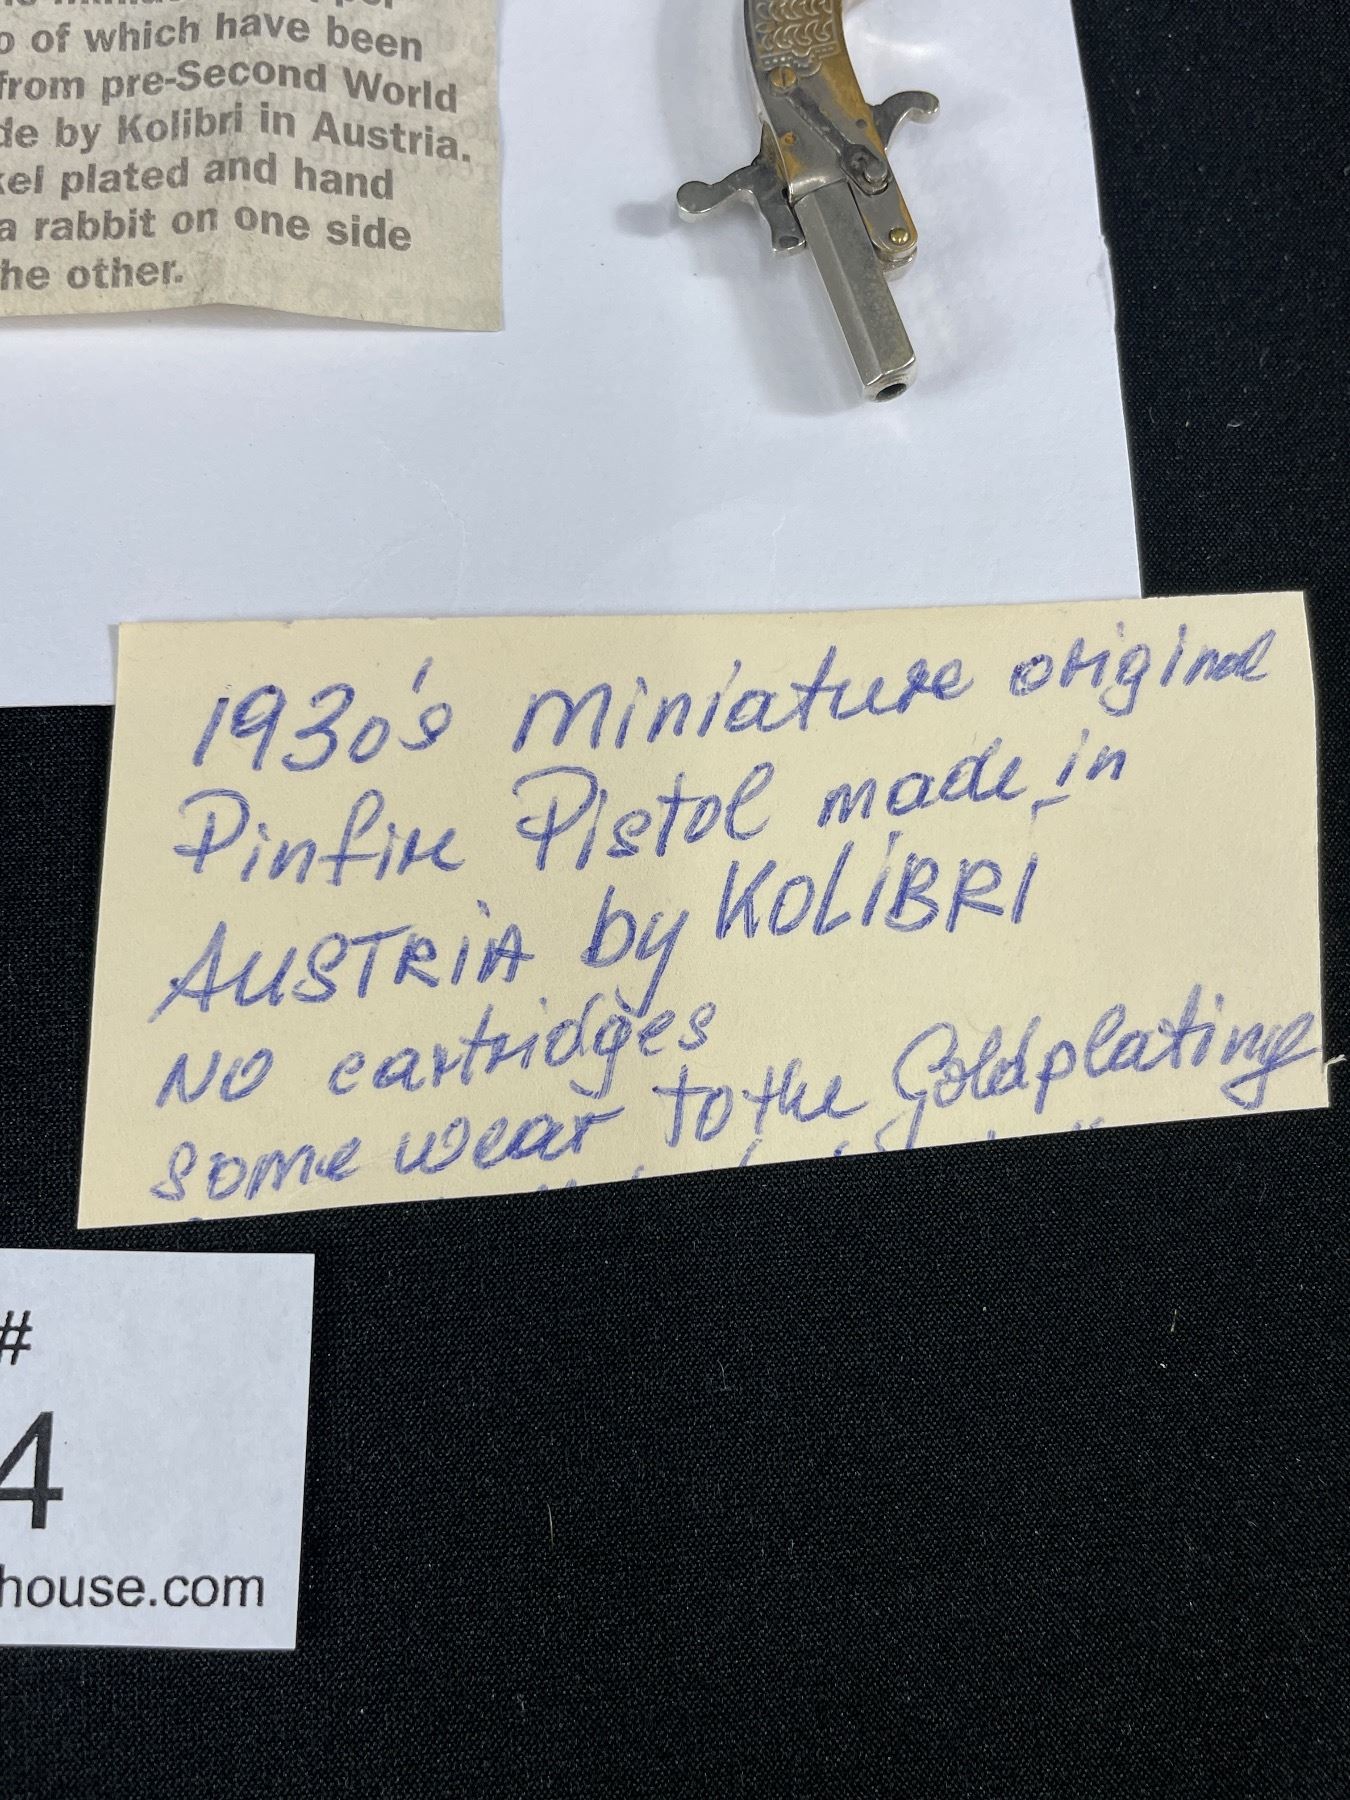 of which have been
from pre-Second World
de by Kolibri in Austria.
kel plated and hand
a rabbit on one side
he other.
1930's Miniature original
Pinfire Pistol made in
AUSTRIA by KOLIBRI
NO cartridges
some wear to the Goldplating
#
4
house.com